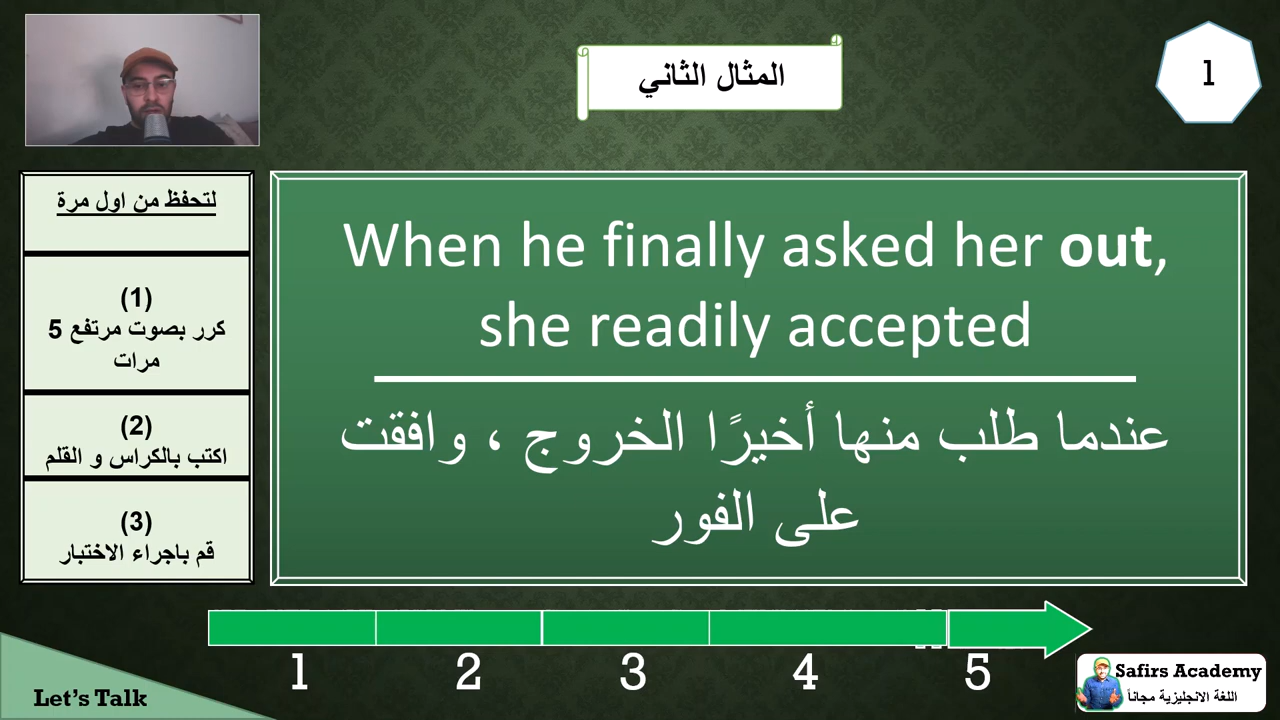 المثال الثاني
1
لتحفظ من اول مرة
(1)
كرر بصوت مرتفع 5
مرات
(2)
اكتب بالكراس و القلم
(3)
قم باجراء الاختبار
When he finally asked her out,
she readily accepted
عندما طلب منها أخيرًا الخروج ، وافقت
على الفور
1 2 3 4 5
Let's Talk
Safirs Academy
اللغة الانجليزية مجاناً